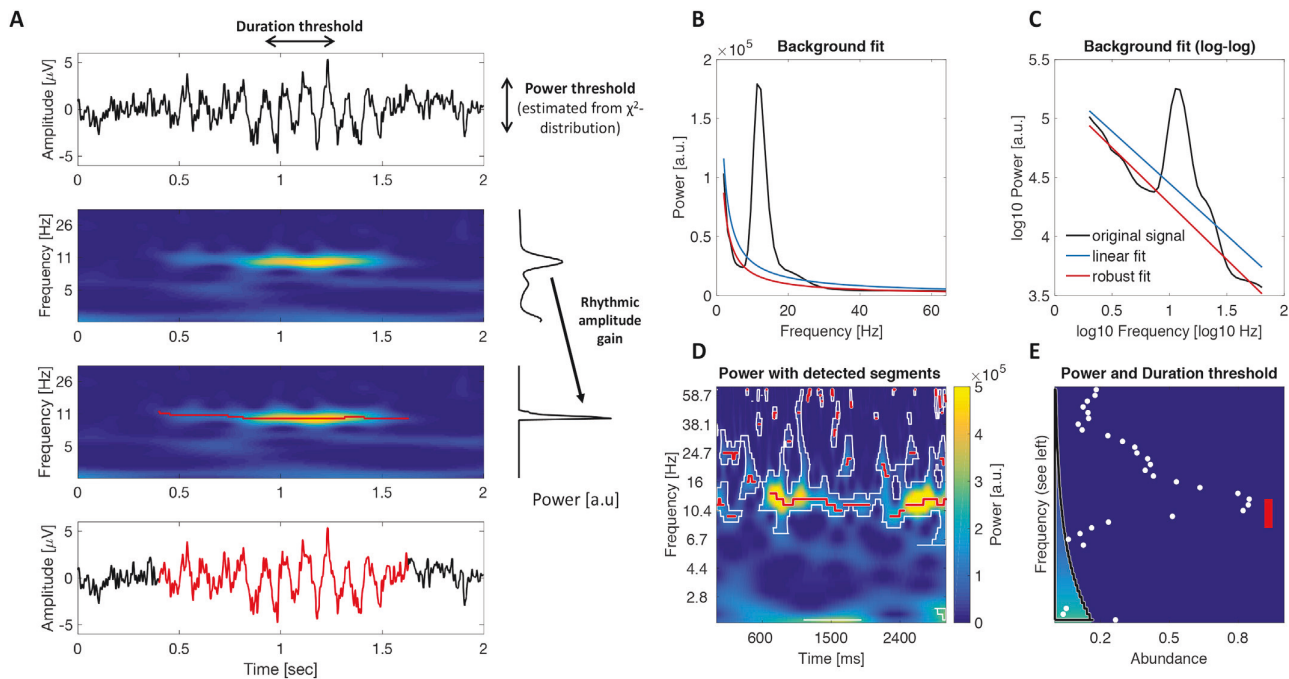 A
Duration threshold
Amplitude [µV]
5
0
-5
0 0.5 1 1.5 2
Power threshold
(estimated from χ²-
distribution)
Frequency [Hz]
26
11
5
0 0.5 1 1.5 2
Rhythmic
amplitude
gain
Frequency [Hz]
26
11
5
0 0.5 1 1.5 2
Power [a.u]
Amplitude [µV]
5
0
-5
0 0.5 1 1.5 2
Time [sec]
B
Background fit
× 10⁵
Power [a.u.]
2
1.5
1
0.5
0
0 20 40 60
Frequency [Hz]
C
Background fit (log-log)
log10 Power [a.u.]
5.5
5
4.5
4
3.5
original signal
linear fit
robust fit
0 0.5 1 1.5 2
log10 Frequency [log10 Hz]
D
Power with detected segments
Frequency [Hz]
58.7
38.1
24.7
16
10.4
6.7
4.4
2.8
600 1500 2400
Time [ms]
× 10⁵
5
4
3
2
1
0
Power [a.u.]
E
Power and Duration threshold
Frequency (see left)
0.2 0.4 0.6 0.8
Abundance